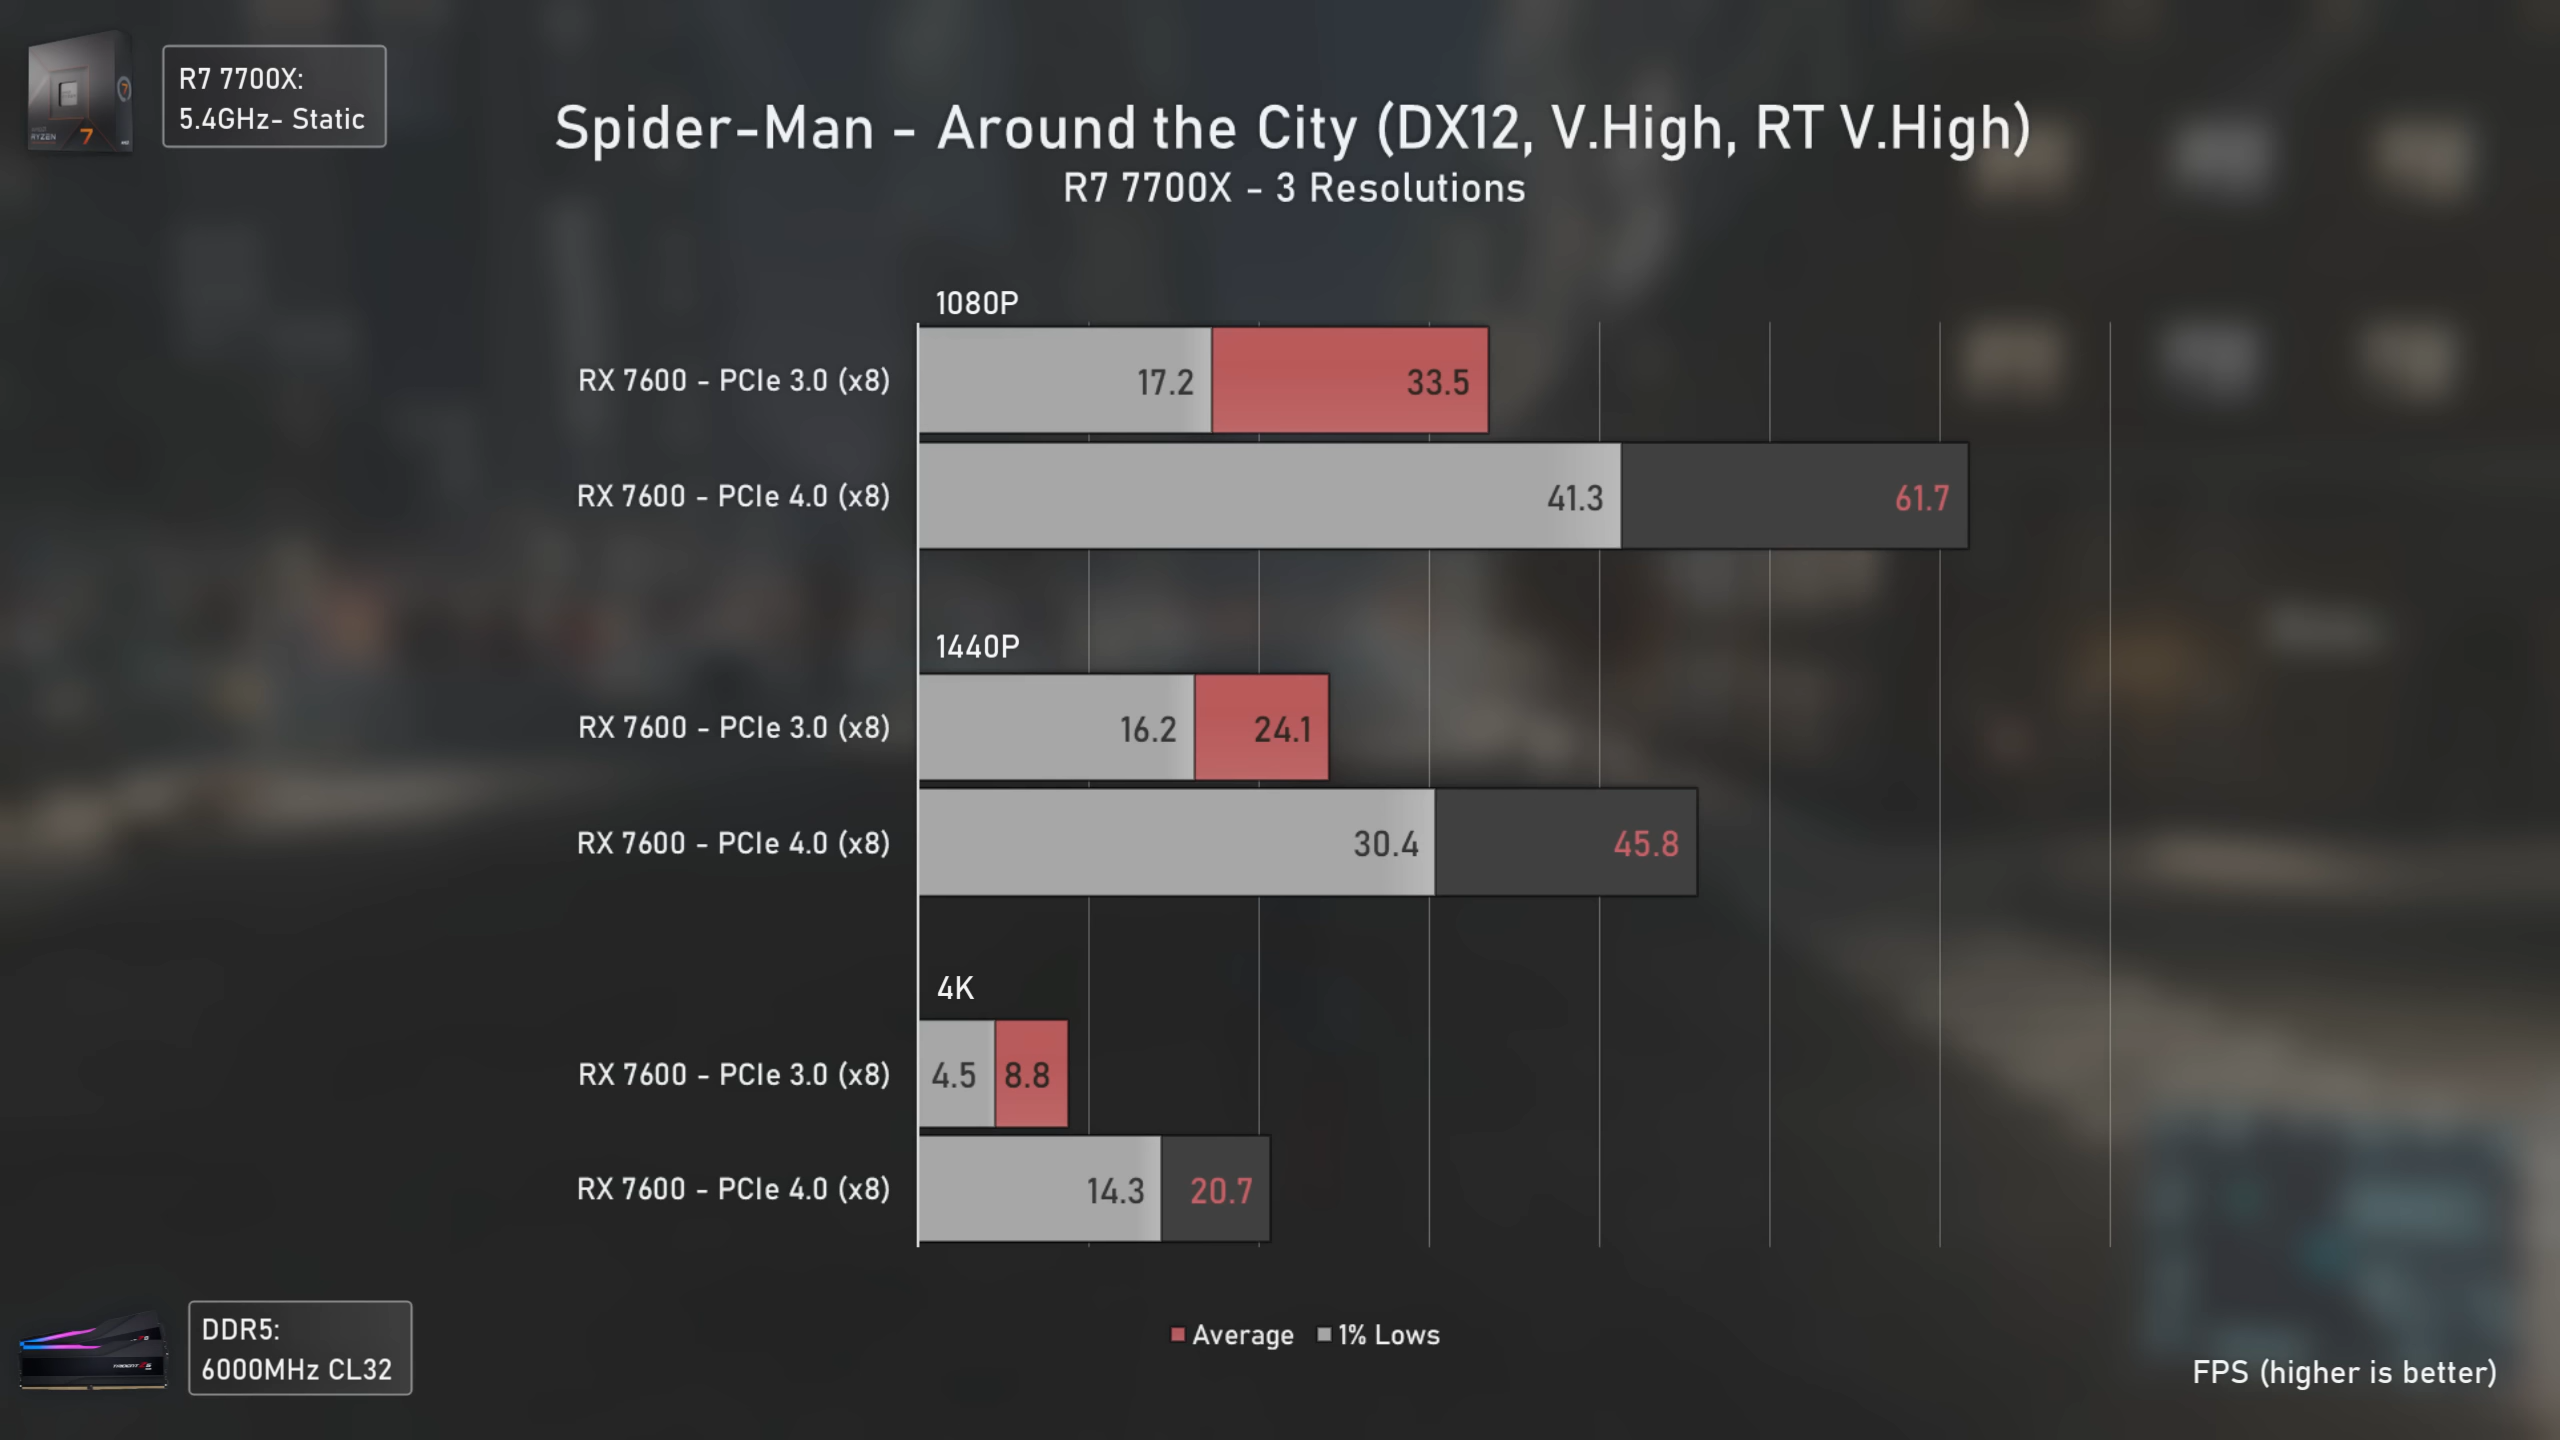 R7 7700X:
5.4GHz- Static
Spider-Man - Around the City (DX12, V.High, RT V.High)
R7 7700X - 3 Resolutions
RYZEN
7
7
1080P
RX 7600 - PCIe 3.0 (x8)
17.2
33.5
RX 7600 - PCIe 4.0 (x8)
41.3
61.7
1440P
RX 7600 - PCIe 3.0 (x8)
16.2
24.1
RX 7600 - PCIe 4.0 (x8)
30.4
45.8
4K
RX 7600 - PCIe 3.0 (x8)
4.5
8.8
RX 7600 - PCIe 4.0 (x8)
14.3
20.7
DDR5:
6000MHz CL32
Average
1% Lows
FPS (higher is better)